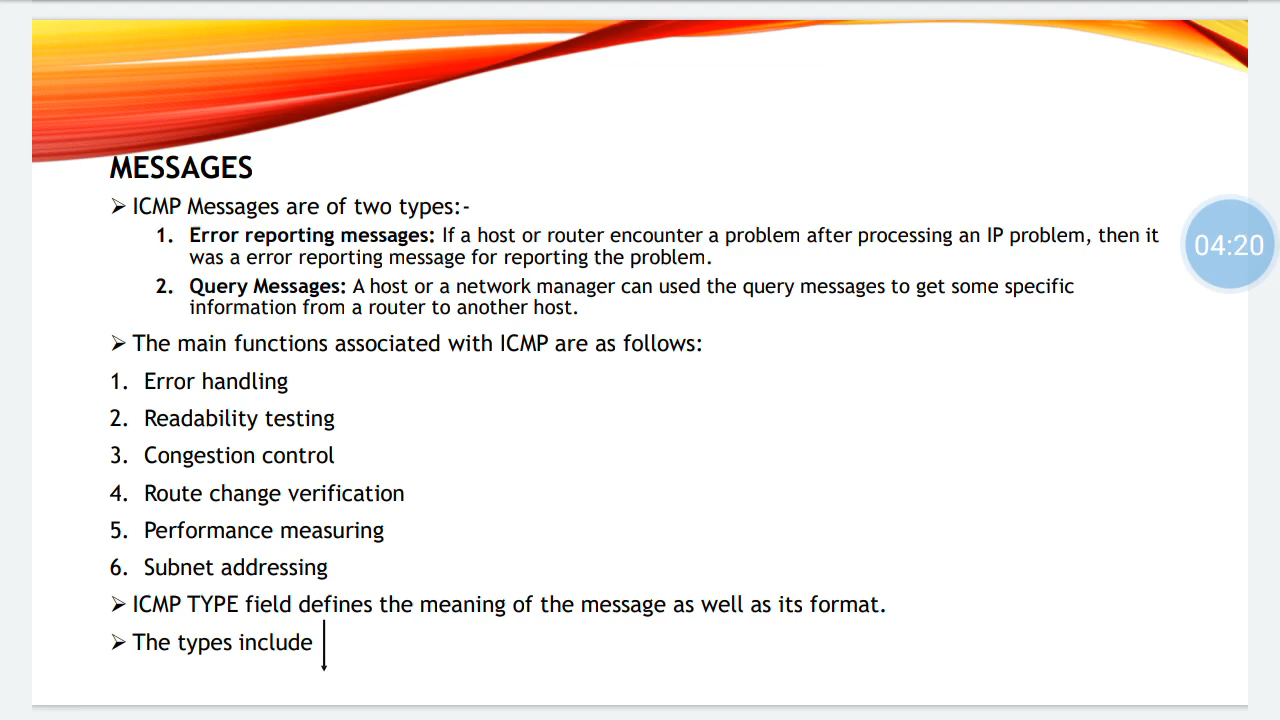 MESSAGES
➢ ICMP Messages are of two types:-
1. Error reporting messages: If a host or router encounter a problem after processing an IP problem, then it
was a error reporting message for reporting the problem.
2. Query Messages: A host or a network manager can used the query messages to get some specific
information from a router to another host.
➢ The main functions associated with ICMP are as follows:
1. Error handling
2. Readability testing
3. Congestion control
4. Route change verification
5. Performance measuring
6. Subnet addressing
➢ ICMP TYPE field defines the meaning of the message as well as its format.
➢ The types include
04:20